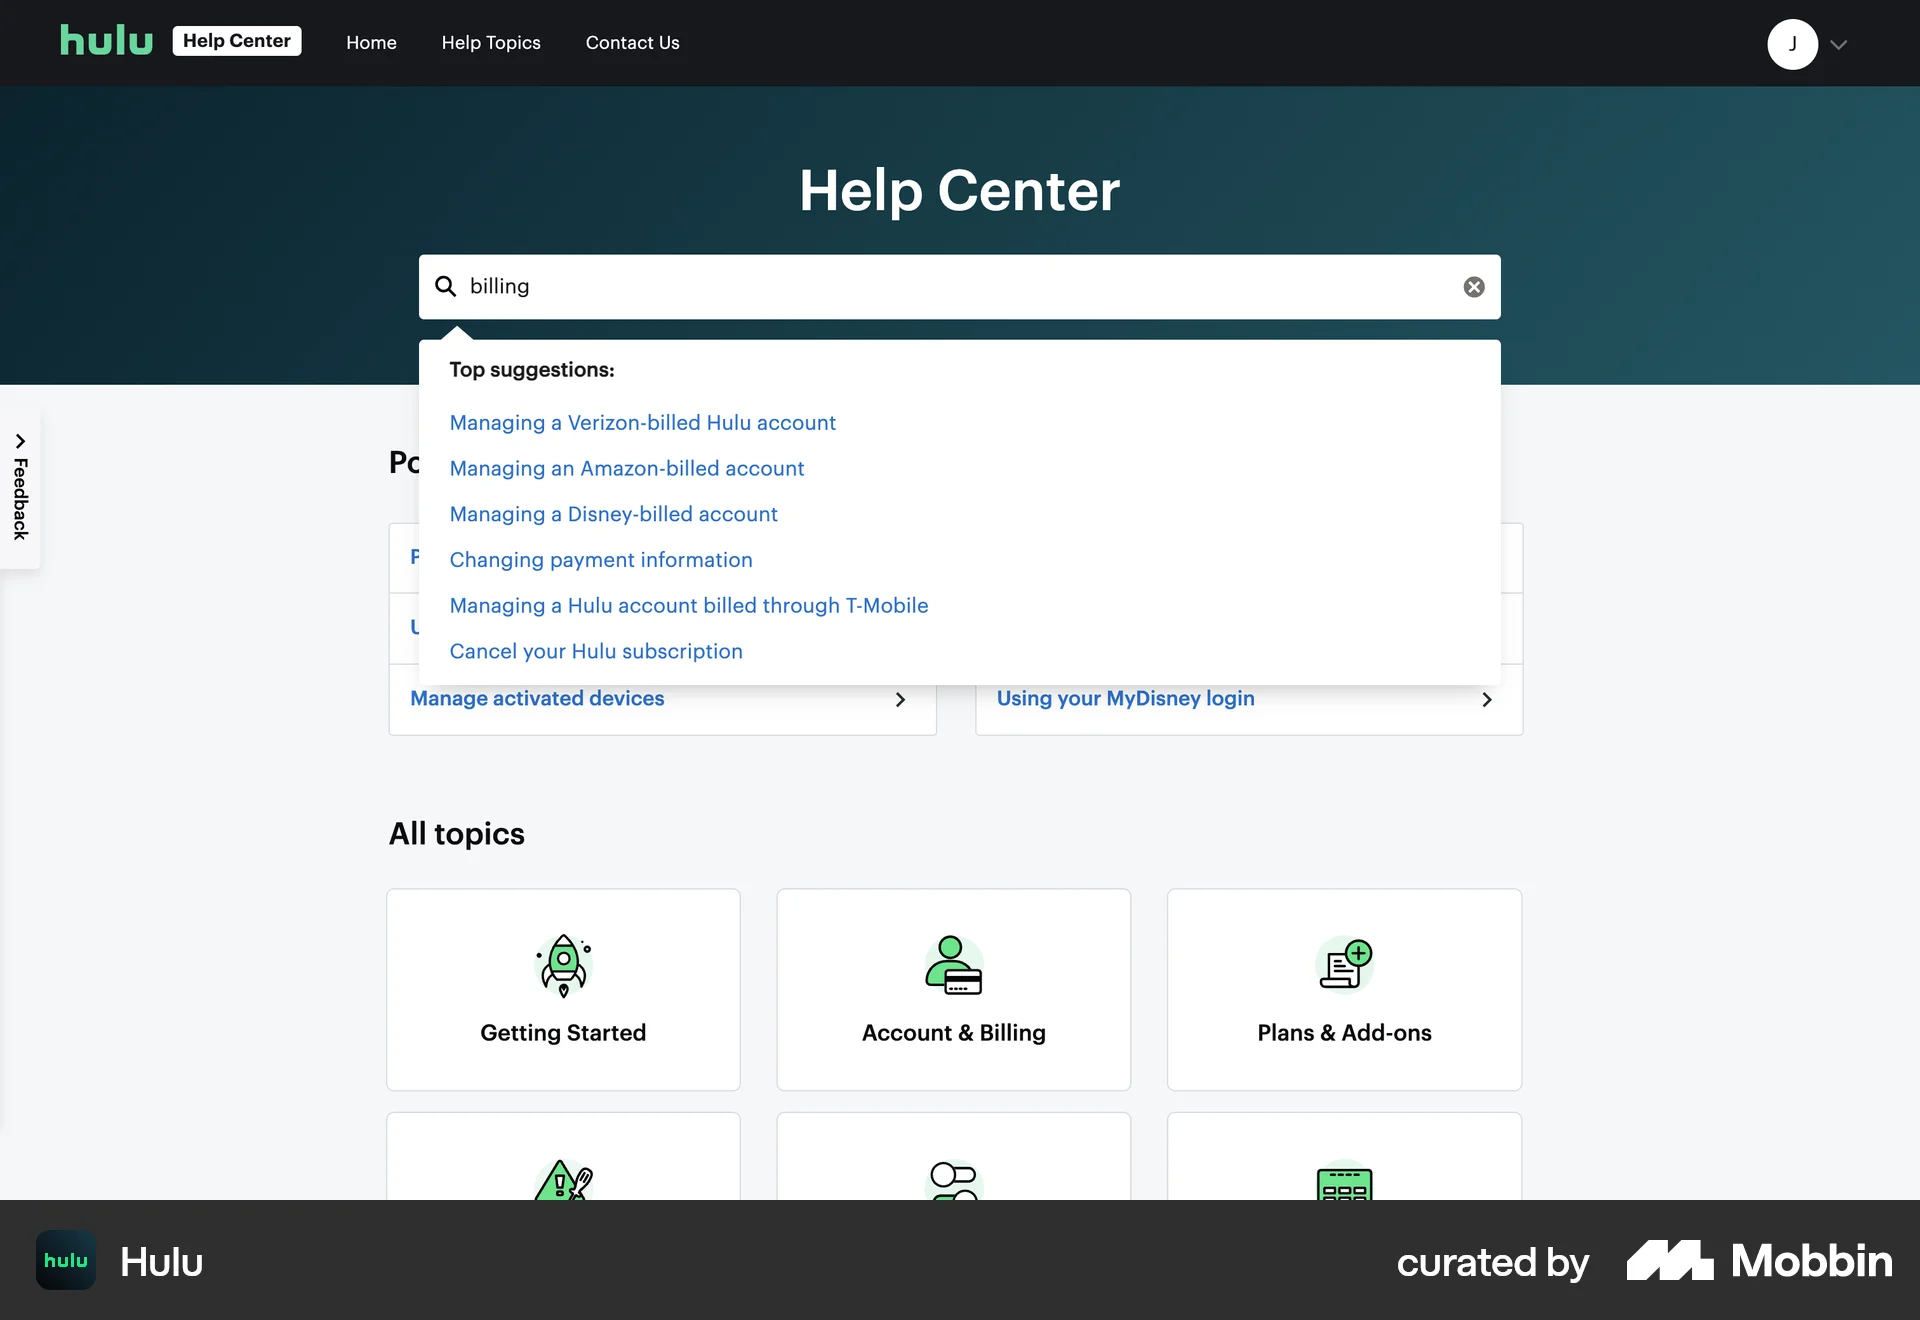 hulu Help Center Home Help Topics Contact Us J
Help Center
billing
Top suggestions:
Managing a Verizon-billed Hulu account
Managing an Amazon-billed account
Managing a Disney-billed account
Changing payment information
Managing a Hulu account billed through T-Mobile
Cancel your Hulu subscription
Feedback
Po
P
U
Manage activated devices
Using your MyDisney login
All topics
Getting Started
Account & Billing
Plans & Add-ons
hulu Hulu
curated by Mobbin